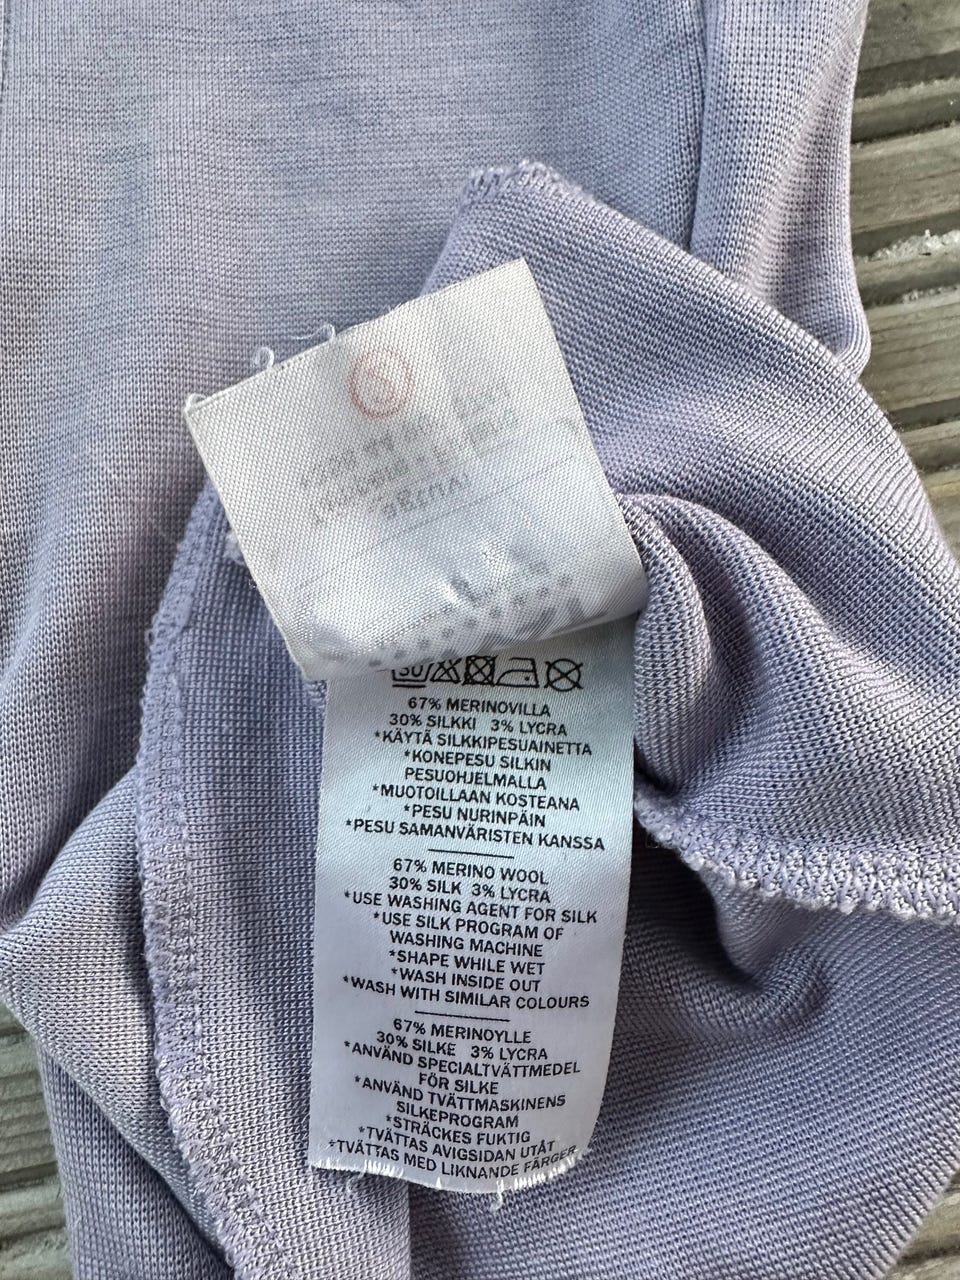 30
67% MERINOVILLA
30% SILKKI 3% LYCRA
*KÄYTÄ SILKKIPESUAINETTA
*KONEPESU SILKIN
PESUOHJELMALLA
*MUOTOILLAAN KOSTEANA
*PESU NURINPÄIN
*PESU SAMANVÄRISTEN KANSSA
67% MERINO WOOL
30% SILK 3% LYCRA
*USE WASHING AGENT FOR SILK
*USE SILK PROGRAM OF
WASHING MACHINE
*SHAPE WHILE WET
*WASH INSIDE OUT
*WASH WITH SIMILAR COLOURS
67% MERINOYLLE
30% SILKE 3% LYCRA
*ANVÄND SPECIALTVÄTTMEDEL
FÖR SILKE
*ANVÄND TVÄTTMASKINENS
SILKEPROGRAM
*STRÄCKES FUKTIG
*TVÄTTAS AVIGSIDAN UTÅT
*TVÄTTAS MED LIKNANDE FÄRGER